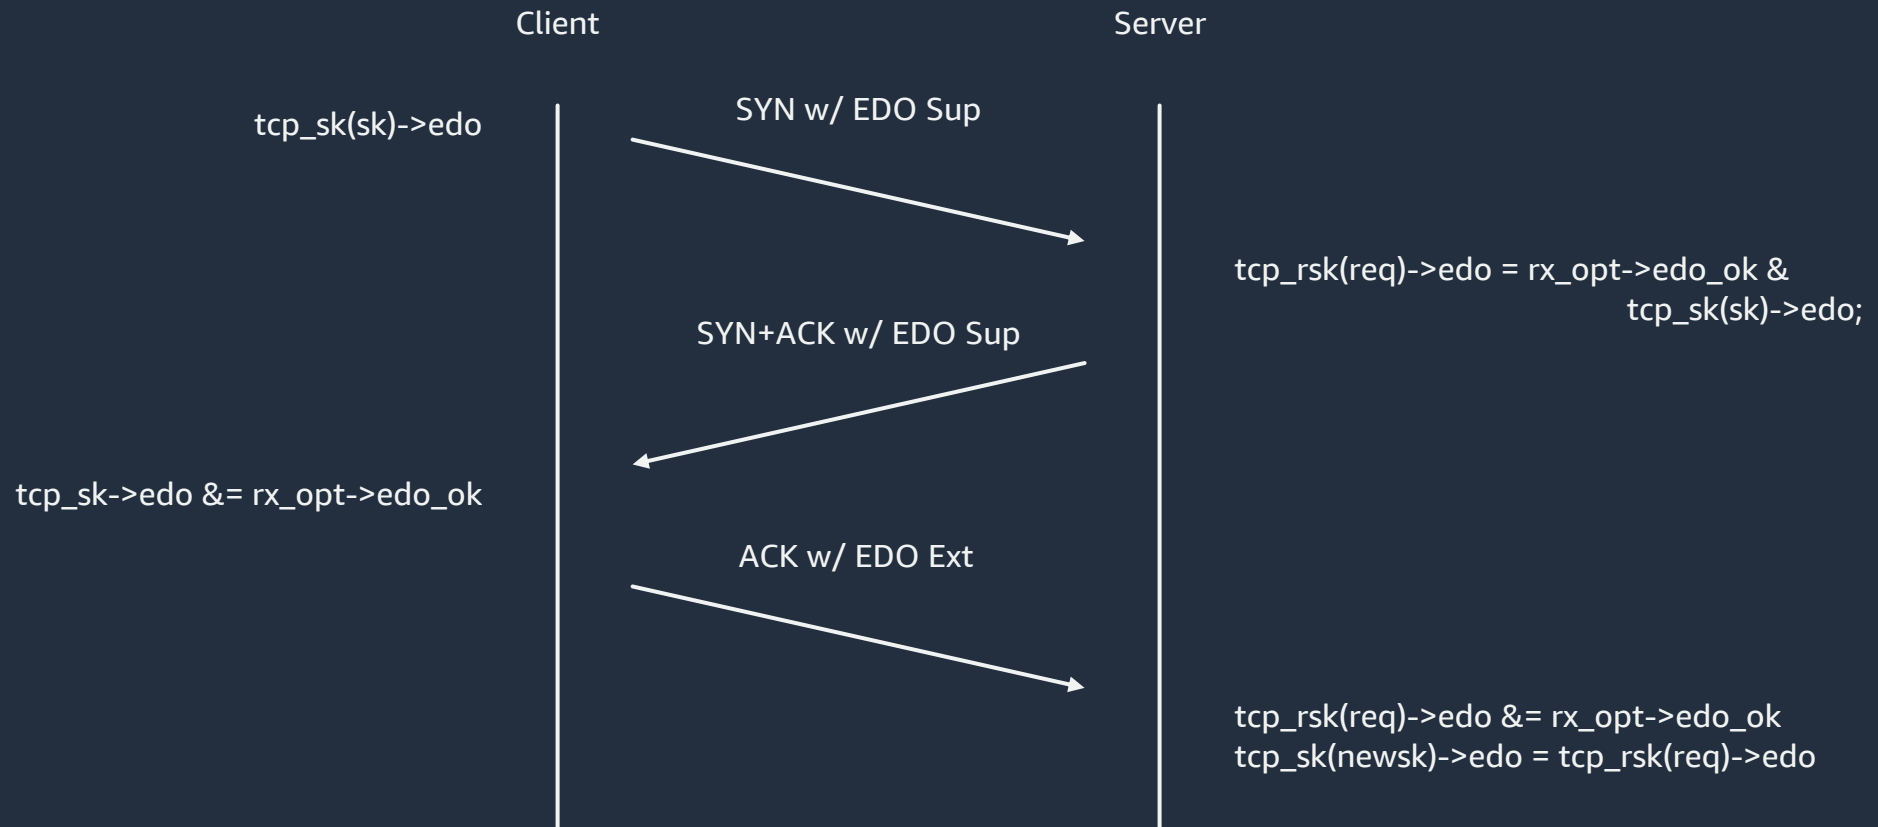 Client
Server
tcp_sk(sk)->edo
SYN w/ EDO Sup
tcp_rsk(req)->edo = rx_opt->edo_ok &
tcp_sk(sk)->edo;
SYN+ACK w/ EDO Sup
tcp_sk->edo &= rx_opt->edo_ok
ACK w/ EDO Ext
tcp_rsk(req)->edo &= rx_opt->edo_ok
tcp_sk(newsk)->edo = tcp_rsk(req)->edo